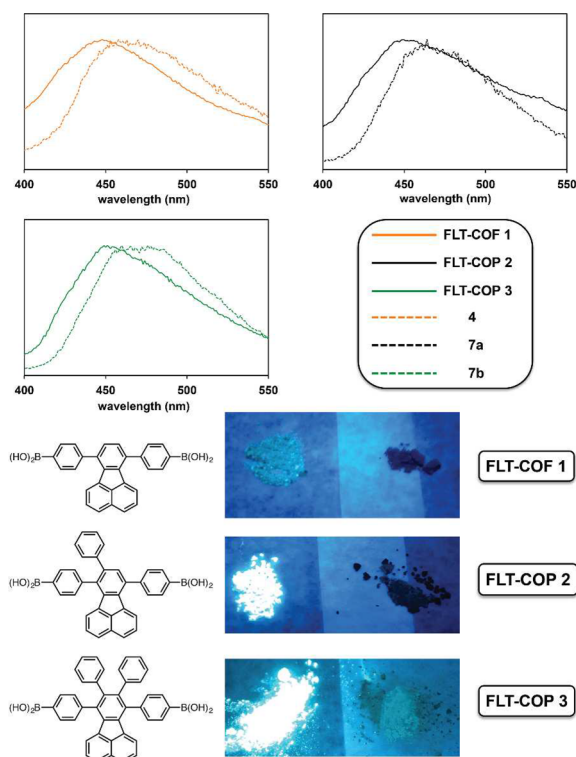 400 450 500 550
wavelength (nm)
400 450 500 550
wavelength (nm)
400 450 500 550
wavelength (nm)
FLT-COF 1
FLT-COP 2
FLT-COP 3
4
7a
7b
(HO)₂B B(OH)₂
FLT-COF 1
(HO)₂B B(OH)₂
FLT-COP 2
(HO)₂B B(OH)₂
FLT-COP 3